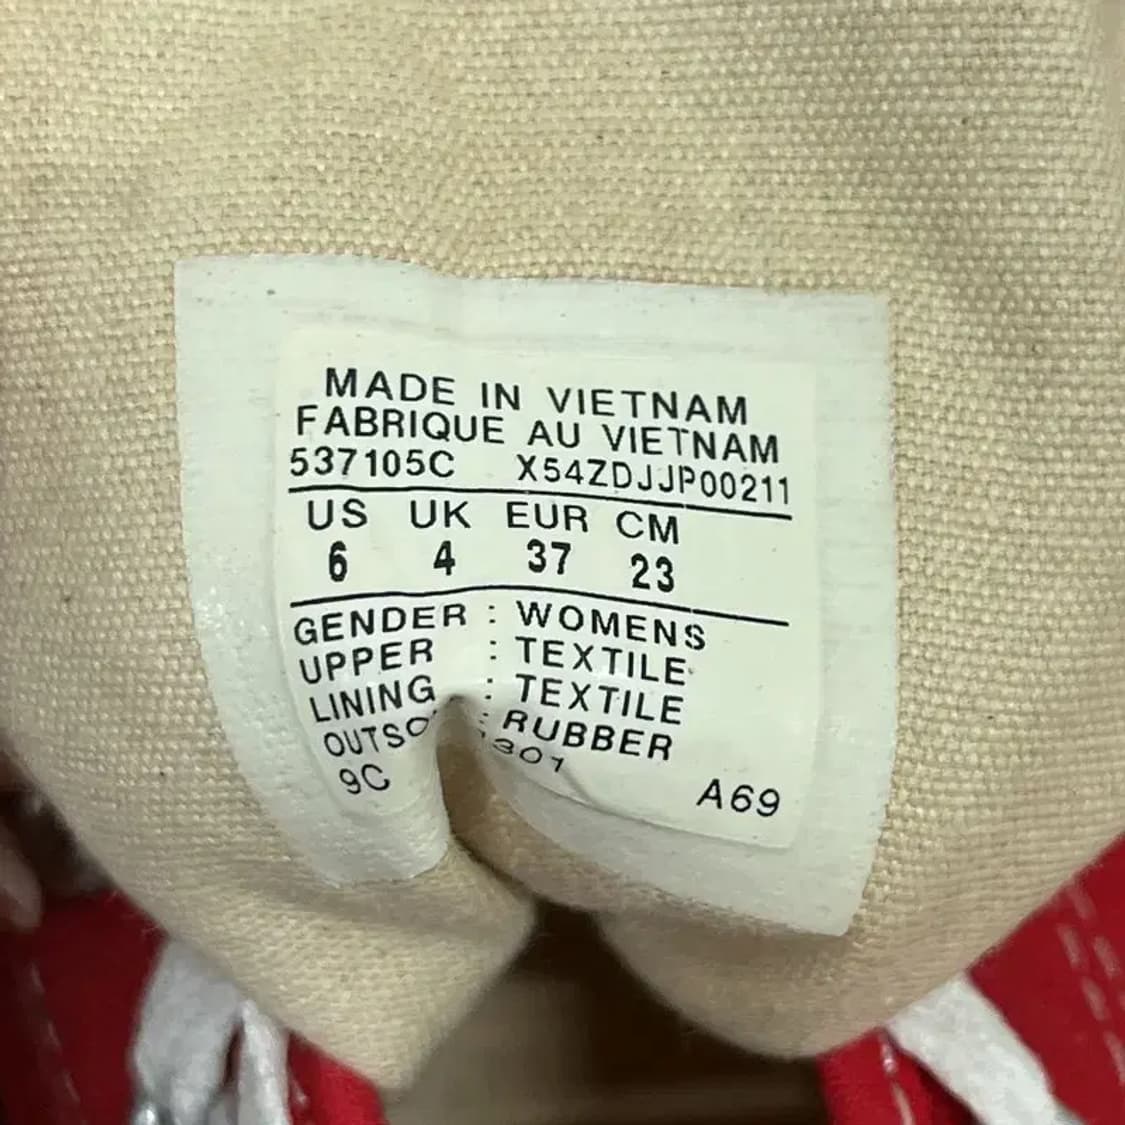 MADE IN VIETNAM
FABRIQUE AU VIETNAM
537105C X54ZDJJP00211
US UK EUR CM
6 4 37 23
GENDER : WOMENS
UPPER : TEXTILE
LINING : TEXTILE
: RUBBER
9C A69